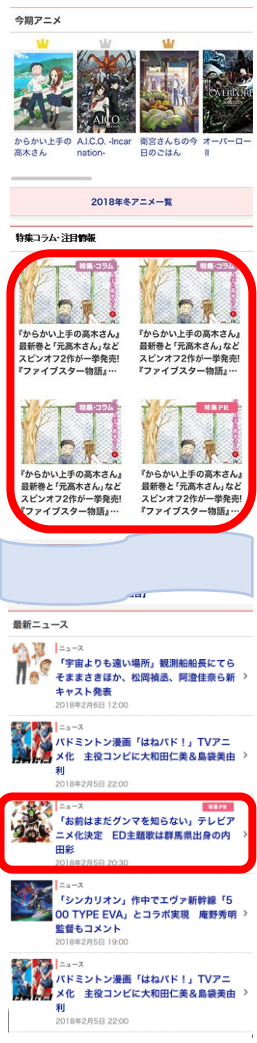 今期アニメ
からかい上手の
高木さん
A.I.C.O. -Incar
nation-
衛宮さんちの今
日のごはん
オーバーロー
II
AICO
OVERLORD
2018年冬アニメ一覧
特集コラム・注目情報
特集・コラム
『からかい上手の高木さん』
最新巻と「元高木さん」など
スピンオフ2作が一挙発売!
『ファイブスター物語』…
特集・コラム
『からかい上手の高木さん』
最新巻と「元高木さん」など
スピンオフ2作が一挙発売!
『ファイブスター物語』…
特集・コラム
『からかい上手の高木さん』
最新巻と「元高木さん」など
スピンオフ2作が一挙発売!
『ファイブスター物語』…
特集PR
『からかい上手の高木さん』
最新巻と「元高木さん」など
スピンオフ2作が一挙発売!
『ファイブスター物語』…
最新ニュース
ニュース
「宇宙よりも遠い場所」観測船船長にてら
そままさきほか、松岡禎丞、阿澄佳奈ら新
キャスト発表
2018年2月6日 12:00
ニュース
バドミントン漫画「はねバド！」TVアニ
メ化 主役コンビに大和田仁美＆島袋美由
利
2018年2月5日 22:00
ニュース
特集PR
「お前はまだグンマを知らない」テレビア
ニメ化決定 ED主題歌は群馬県出身の内
田彩
2018年2月5日 20:30
ニュース
「シンカリオン」作中でエヴァ新幹線「5
00 TYPE EVA」とコラボ実現 庵野秀明
監督もコメント
2018年2月5日 19:00
ニュース
バドミントン漫画「はねバド！」TVアニ
メ化 主役コンビに大和田仁美＆島袋美由
利
2018年2月5日 22:00